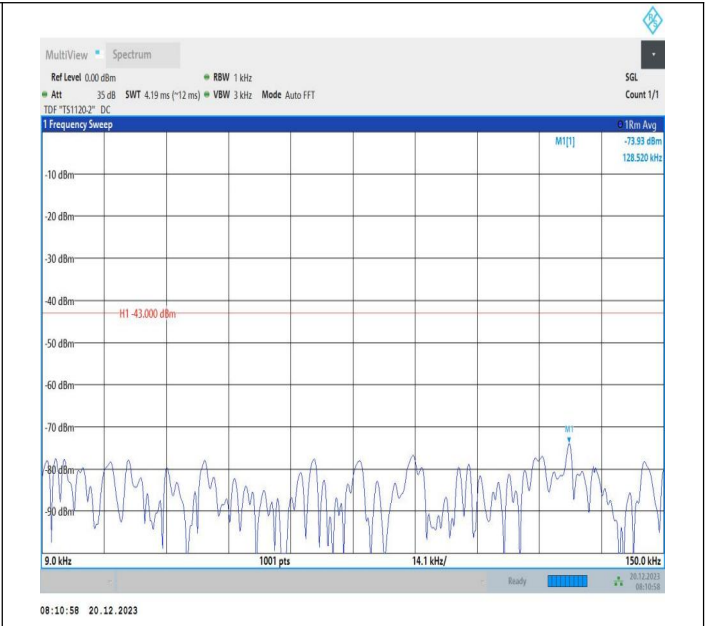 R&S
MultiView Spectrum
Ref Level 0.00 dBm RBW 1 kHz SGL
Att 35 dB SWT 4.19 ms (~12 ms) VBW 3 kHz Mode Auto FFT Count 1/1
TDF "TS1120-2" DC
1 Frequency Sweep 1Rm Avg
M1[1] -73.93 dBm
128.520 kHz
-10 dBm
-20 dBm
-30 dBm
-40 dBm
H1 -43.000 dBm
-50 dBm
-60 dBm
-70 dBm
M1
-80 dBm
-90 dBm
9.0 kHz 1001 pts 14.1 kHz/ 150.0 kHz
Ready 20.12.2023
08:10:58
08:10:58 20.12.2023